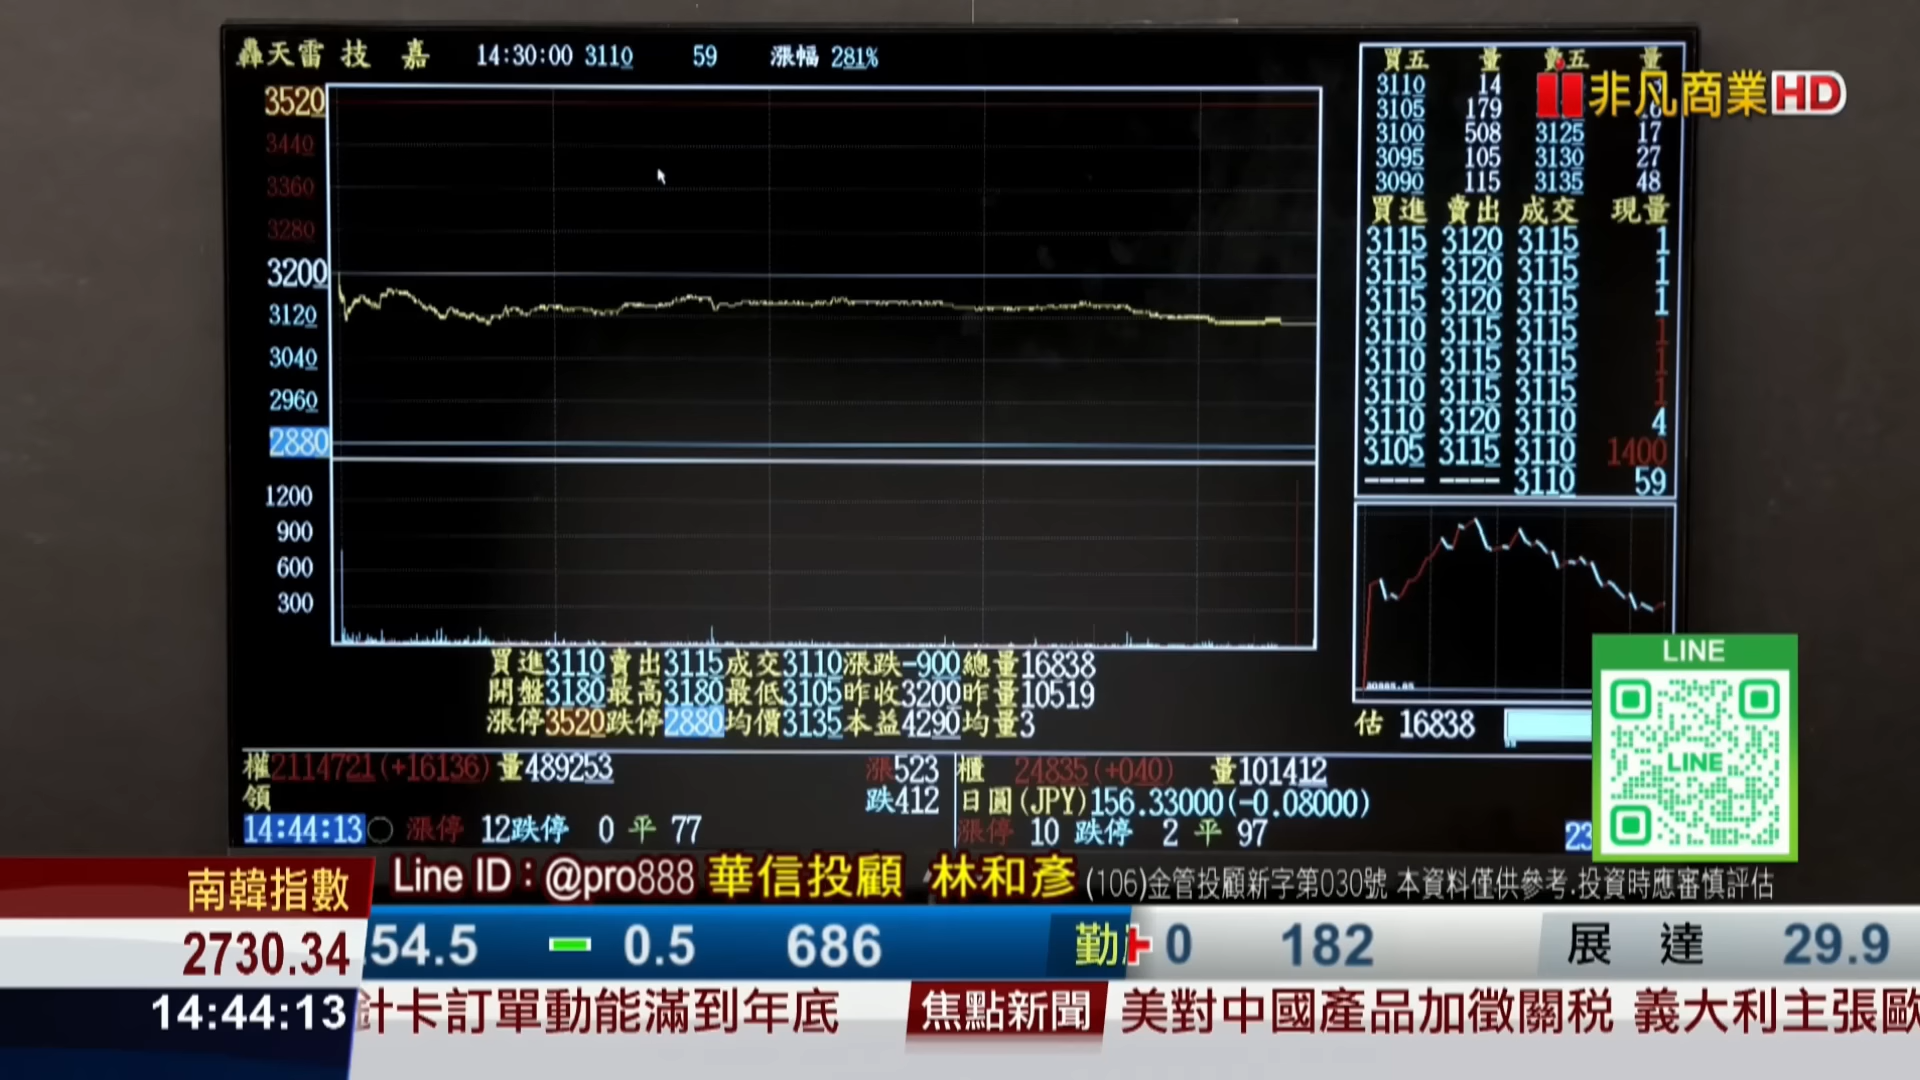 轟天雷 技 嘉 14:30:00 3110 59 漲幅 281%
3520
3440
3360
3280
3200
3120
3040
2960
2880
1200
900
600
300
買五 量 賣五 量
3110 14
3105 179
3100 508 3125 17
3095 105 3130 27
3090 115 3135 48
非凡商業HD
買進 賣出 成交 現量
3115 3120 3115 1
3115 3120 3115 1
3115 3120 3115 1
3110 3115 3115 1
3110 3115 3115 1
3110 3115 3115 1
3110 3120 3110 4
3105 3115 3110 1400
---- ---- 3110 59
買進3110賣出3115成交3110漲跌-900總量16838
開盤3180最高3180最低3105昨收3200昨量10519
漲停3520跌停2880均價3135本益4290均量3
估 16838
LINE
LINE
權2114721(+16136)量489253 漲523 櫃 24835(+040) 量101412
領 跌412 日圓(JPY)156.33000(-0.08000)
14:44:13 漲停 12跌停 0 平 77 漲停 10 跌停 2 平 97 23
Line ID：@pro888 華信投顧 林和彥 (106)金管投顧新字第030號 本資料僅供參考.投資時應審慎評估
南韓指數
2730.34
54.5 0.5 686 勤 0 182 展 達 29.9
14:44:13
針卡訂單動能滿到年底 焦點新聞 美對中國產品加徵關税 義大利主張歐